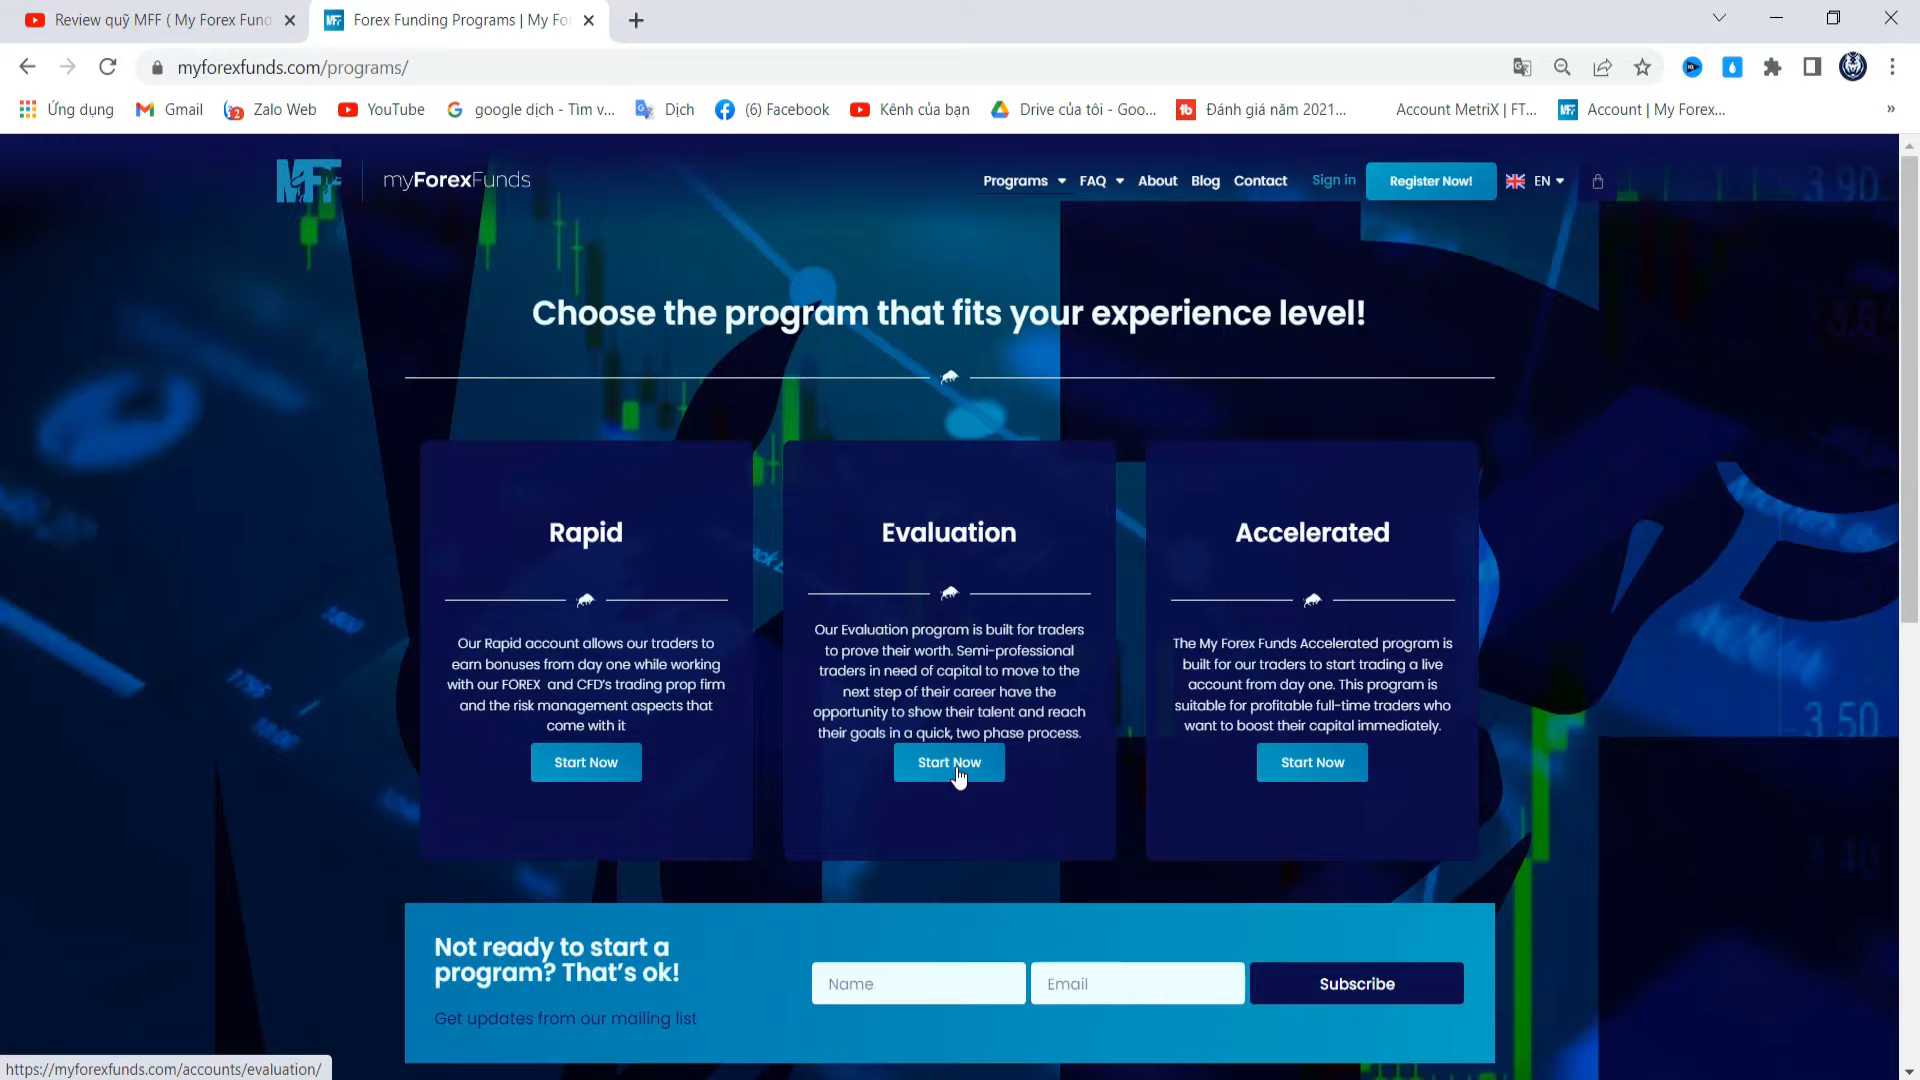 Review quỹ MFF ( My Forex Fund
Forex Funding Programs | My Fo
myforexfunds.com/programs/
Ứng dụng
Gmail
Zalo Web
YouTube
google dịch - Tìm v...
Dịch
(6) Facebook
Kênh của bạn
Drive của tôi - Goo...
Đánh giá năm 2021...
Account MetriX | FT...
Account | My Forex...
»
MFF
myForexFunds
Programs
FAQ
About
Blog
Contact
Sign in
Register Now!
EN
Choose the program that fits your experience level!
Rapid
Our Rapid account allows our traders to
earn bonuses from day one while working
with our FOREX and CFD's trading prop firm
and the risk management aspects that
come with it
Start Now
Evaluation
Our Evaluation program is built for traders
to prove their worth. Semi-professional
traders in need of capital to move to the
next step of their career have the
opportunity to show their talent and reach
their goals in a quick, two phase process.
Start Now
Accelerated
The My Forex Funds Accelerated program is
built for our traders to start trading a live
account from day one. This program is
suitable for profitable full-time traders who
want to boost their capital immediately.
Start Now
3.90
3.50
3.40
Not ready to start a
program? That's ok!
Get updates from our mailing list
Name
Email
Subscribe
https://myforexfunds.com/accounts/evaluation/